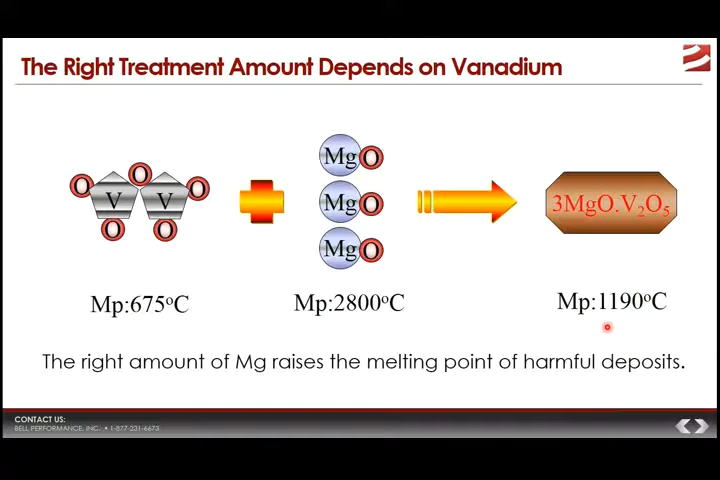 The Right Treatment Amount Depends on Vanadium
O O O V V O O
Mg O
Mg O
Mg O
3MgO.V₂O₅
Mp:675°C
Mp:2800°C
Mp:1190°C
The right amount of Mg raises the melting point of harmful deposits.
CONTACT US:
BELL PERFORMANCE, INC. • 1-877-231-6673